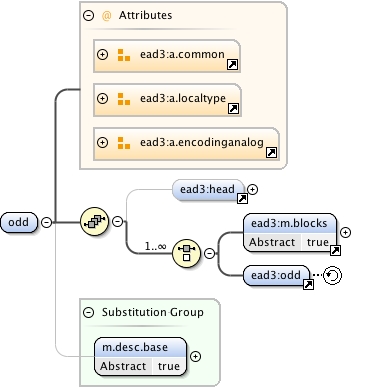 @ Attributes
ead3:a.common
ead3:a.localtype
ead3:a.encodinganalog
ead3:head
odd
1..∞
ead3:m.blocks
Abstract true
ead3:odd
Substitution Group
m.desc.base
Abstract true